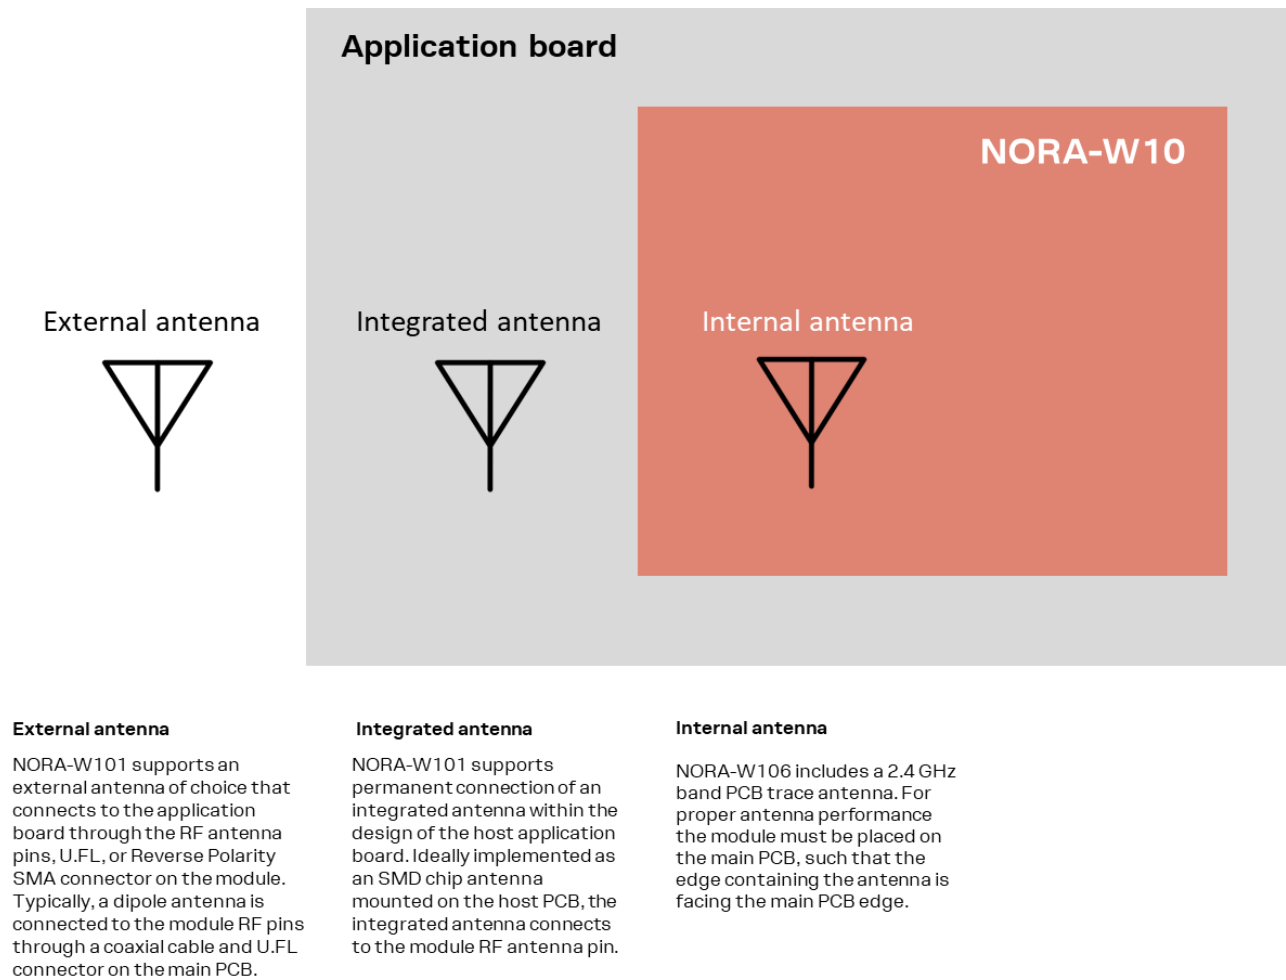 Application board
NORA-W10
External antenna
Integrated antenna
Internal antenna
External antenna
NORA-W101 supports an
external antenna of choice that
connects to the application
board through the RF antenna
pins, U.FL, or Reverse Polarity
SMA connector on the module.
Typically, a dipole antenna is
connected to the module RF pins
through a coaxial cable and U.FL
connector on the main PCB.
Integrated antenna
NORA-W101 supports
permanent connection of an
integrated antenna within the
design of the host application
board. Ideally implemented as
an SMD chip antenna
mounted on the host PCB, the
integrated antenna connects
to the module RF antenna pin.
Internal antenna
NORA-W106 includes a 2.4 GHz
band PCB trace antenna. For
proper antenna performance
the module must be placed on
the main PCB, such that the
edge containing the antenna is
facing the main PCB edge.